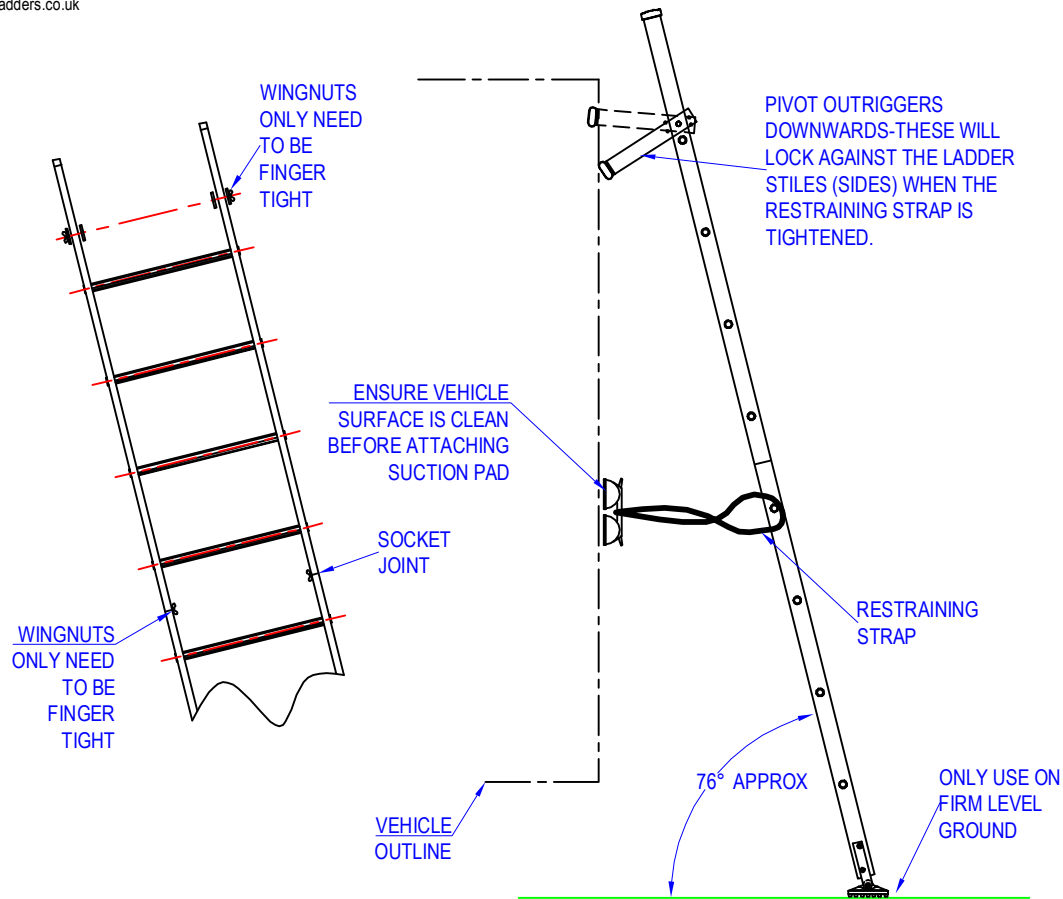 adders.co.uk
WINGNUTS
ONLY NEED
TO BE
FINGER
TIGHT
PIVOT OUTRIGGERS
DOWNWARDS-THESE WILL
LOCK AGAINST THE LADDER
STILES (SIDES) WHEN THE
RESTRAINING STRAP IS
TIGHTENED.
ENSURE VEHICLE
SURFACE IS CLEAN
BEFORE ATTACHING
SUCTION PAD
SOCKET
JOINT
RESTRAINING
STRAP
WINGNUTS
ONLY NEED
TO BE
FINGER
TIGHT
76° APPROX
ONLY USE ON
FIRM LEVEL
GROUND
VEHICLE
OUTLINE